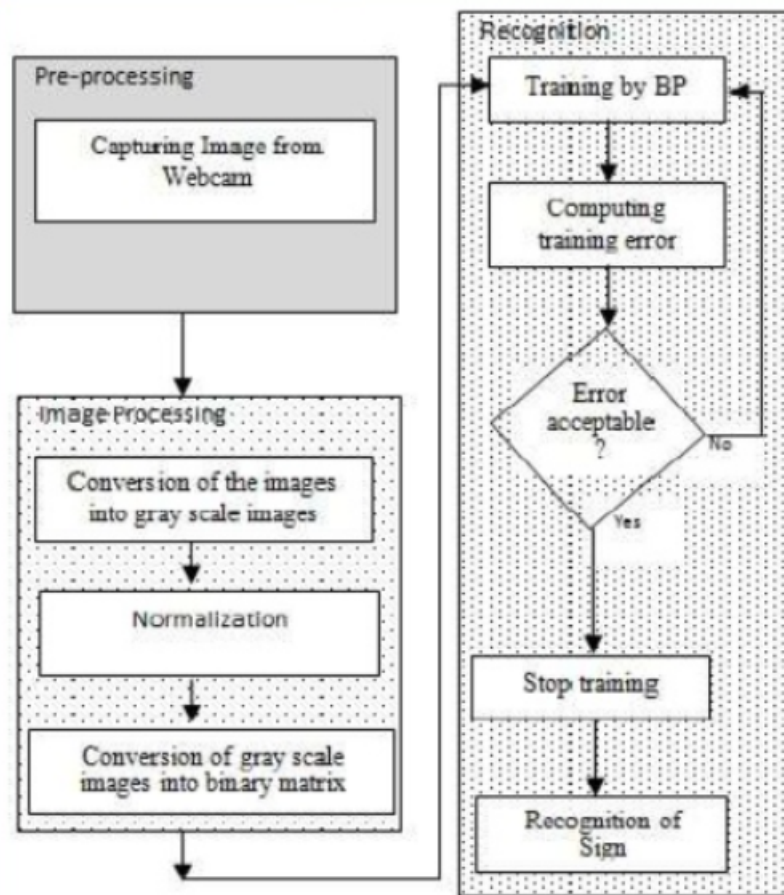 Pre-processing
Capturing Image from
Webcam
Image Processing
Conversion of the images
into gray scale images
Normalization
Conversion of gray scale
images into binary matrix
Recognition
Training by BP
Computing
training error
Error
acceptable
?
No
Yes
Stop training
Recognition of
Sign